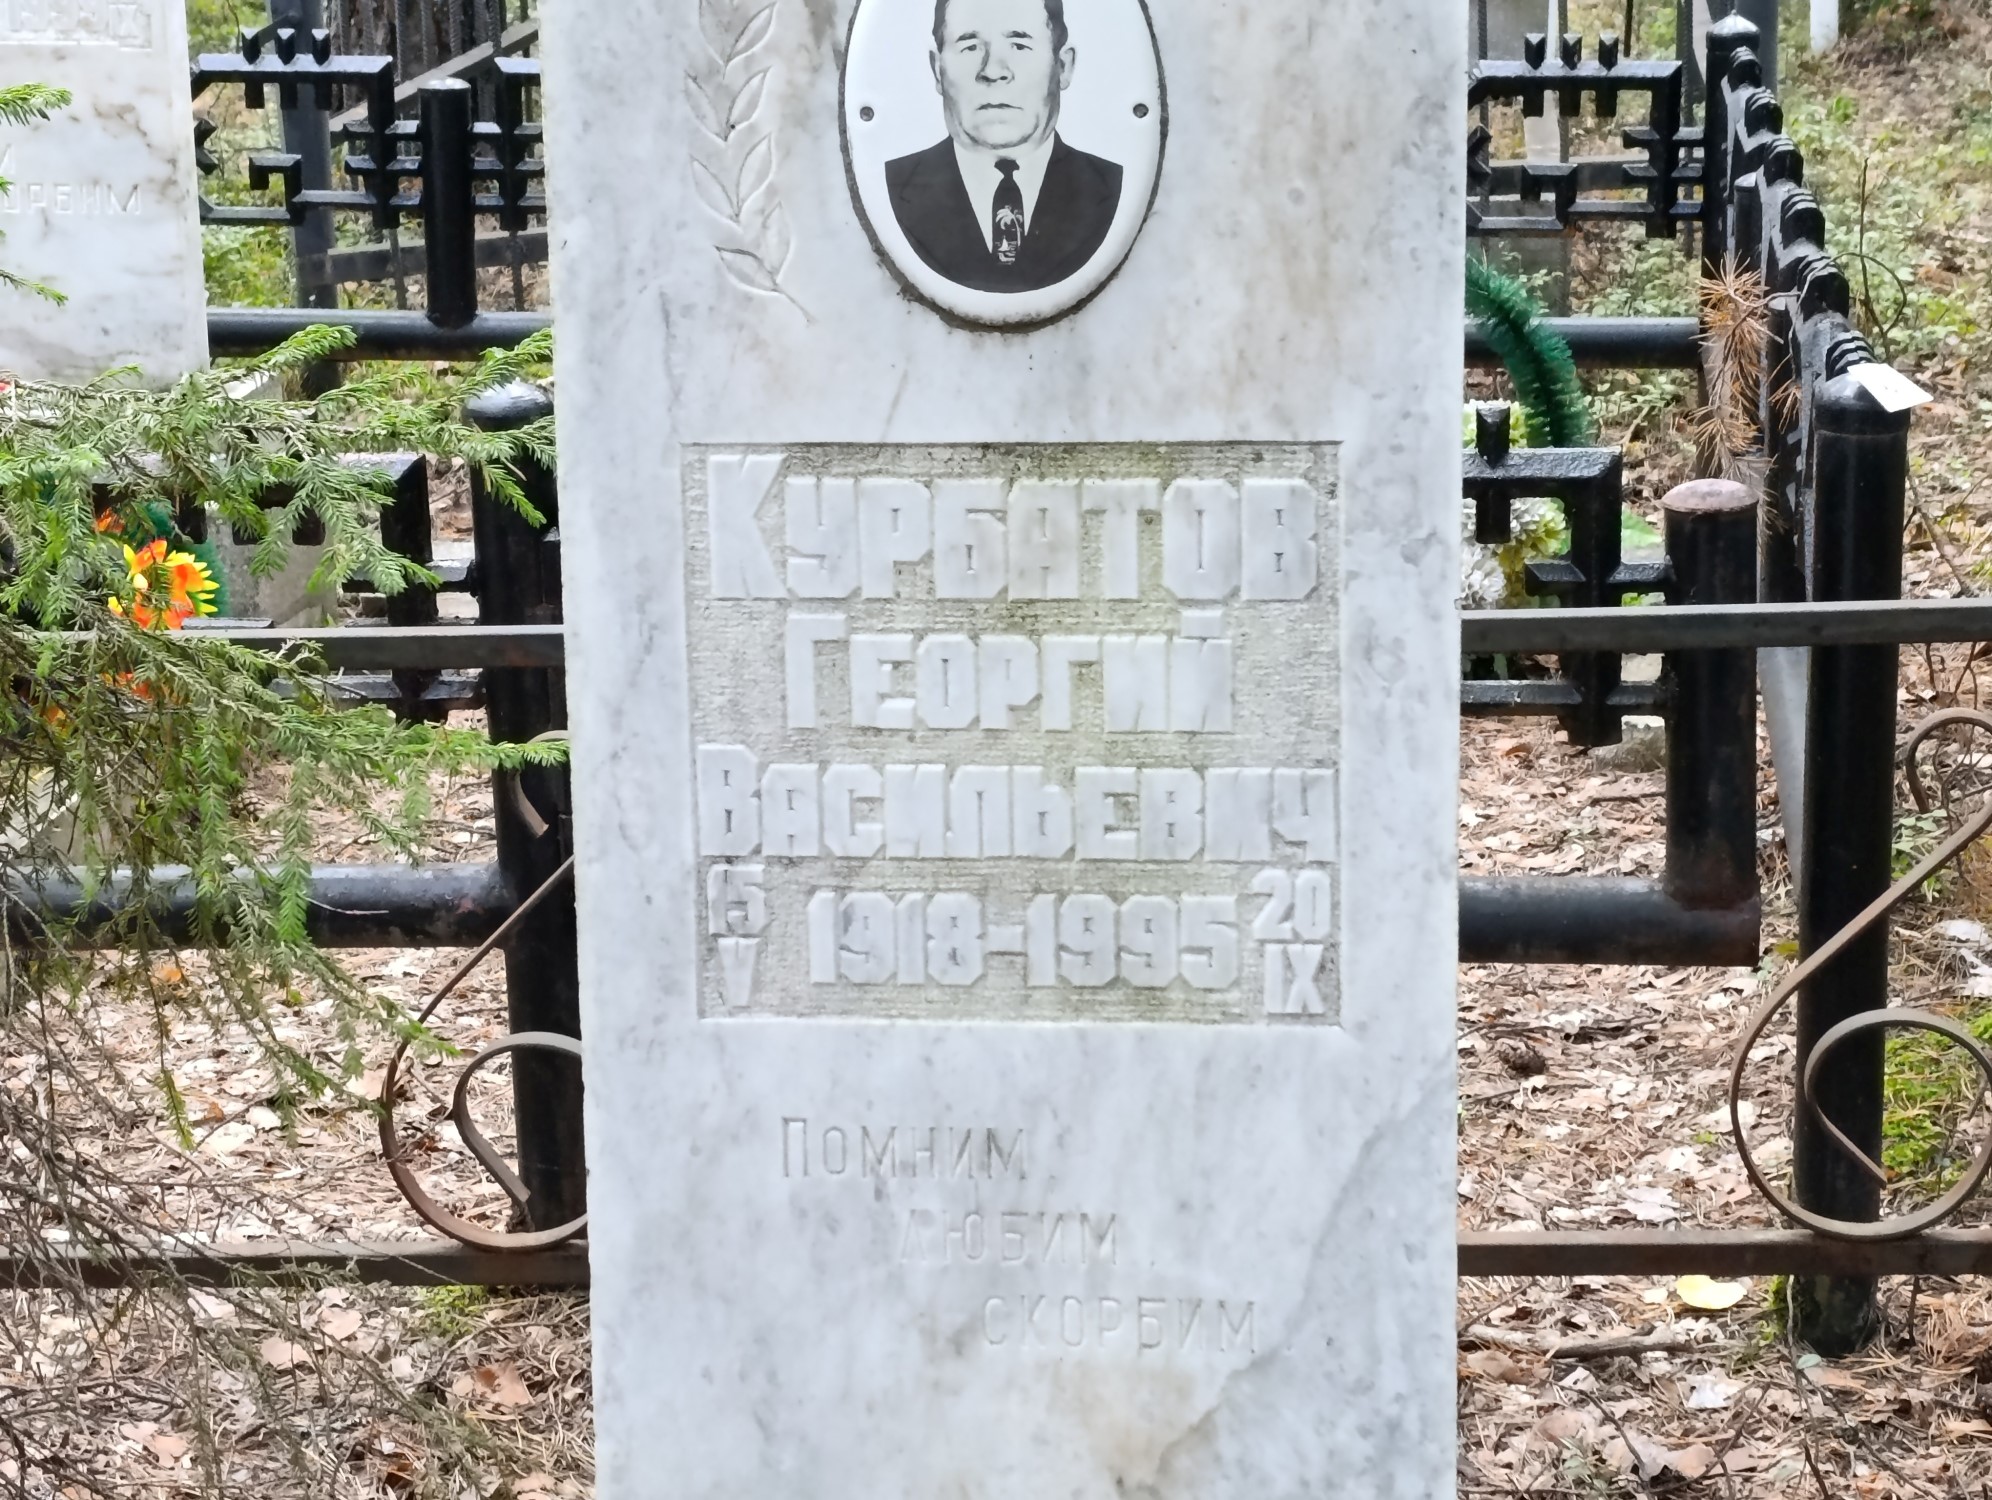 КУРБАТОВ
ГЕОРГИЙ
ВАСИЛЬЕВИЧ
15 V 1918-1995 20 IX
ПОМНИМ,
ЛЮБИМ,
СКОРБИМ.